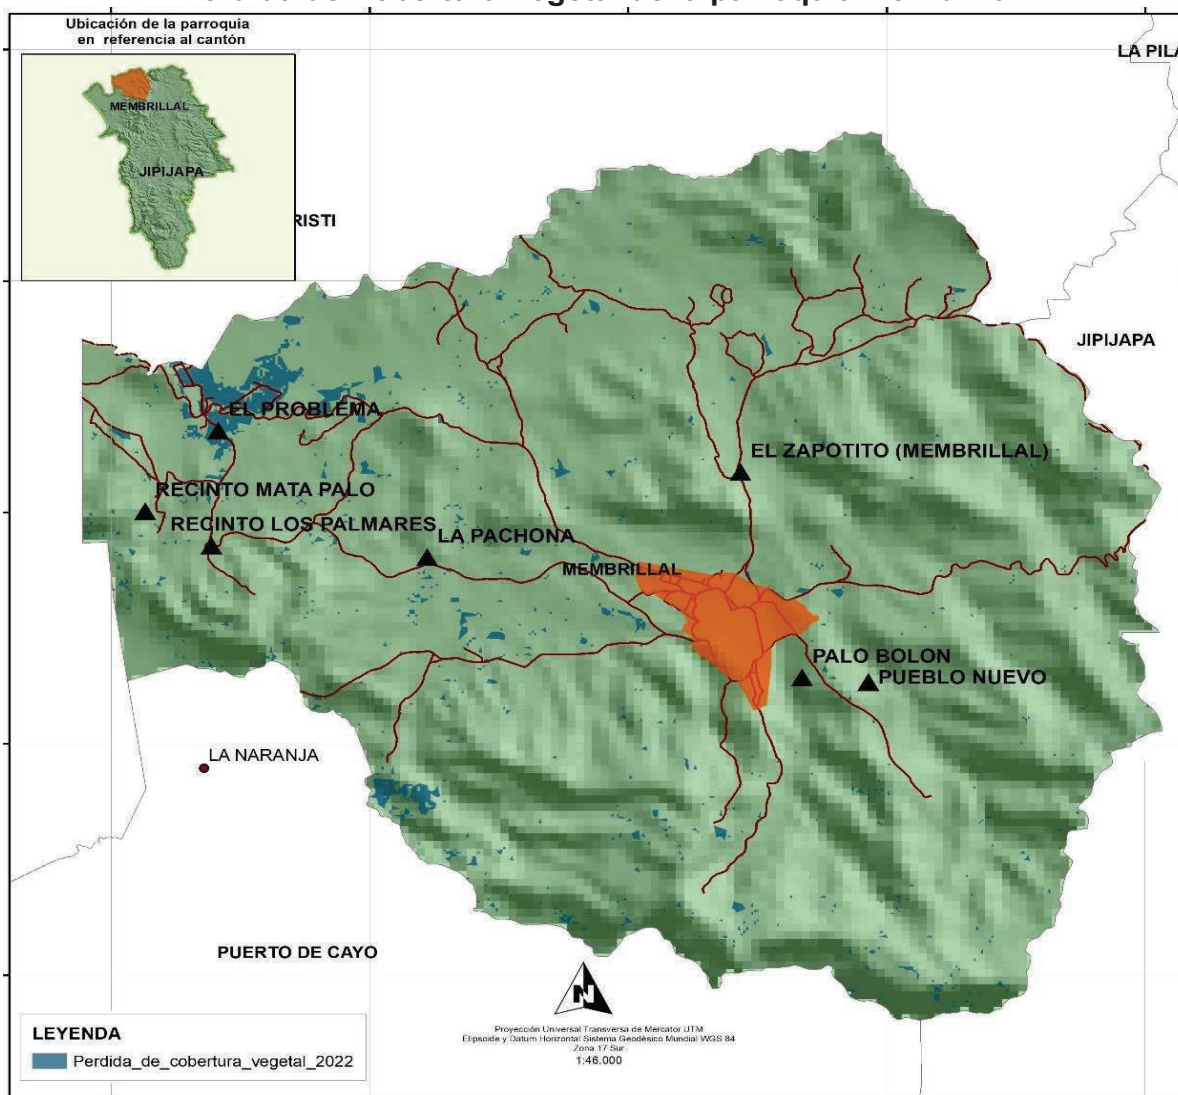 Ubicación de la parroquia
en referencia al cantón
MEMBRILLAL
JIPIJAPA
LA PILA
RISTI
JIPIJAPA
EL PROBLEMA
EL ZAPOTITO (MEMBRILLAL)
RECINTO MATA PALO
RECINTO LOS PALMARES
LA PACHONA
MEMBRILLAL
PALO BOLON
PUEBLO NUEVO
LA NARANJA
PUERTO DE CAYO
N
LEYENDA
Perdida_de_cobertura_vegetal_2022
Proyección Universal Transversa de Mercator UTM
Elipsoide y Datum Horizontal Sistema Geodésico Mundial WGS 84
Zona 17 Sur
1:46.000